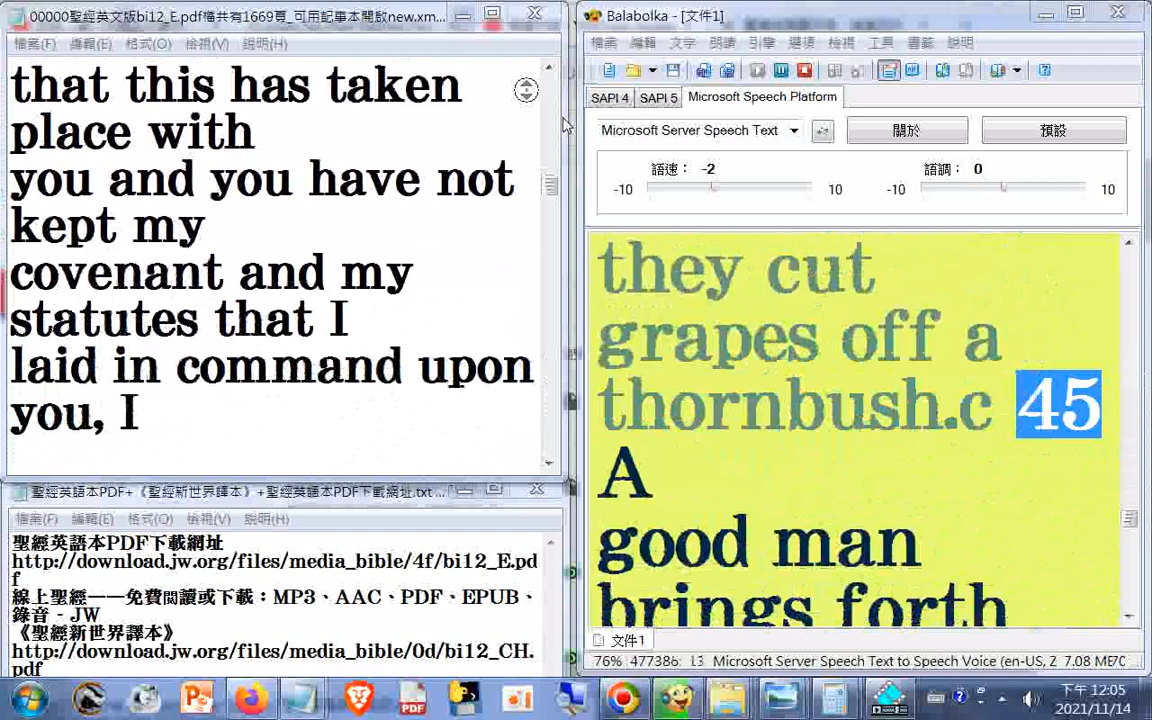 00000聖經英文版bi12_E.pdf檔共有1669頁_可用記事本開啟new.xm...
檔案(F) 編輯(E) 格式(O) 檢視(V) 說明(H)
that this has taken
place with
you and you have not
kept my
covenant and my
statutes that I
laid in command upon
you, I
聖經英語本PDF+《聖經新世界譯本》+聖經英語本PDF下載網址.txt ...
檔案(F) 編輯(E) 格式(O) 檢視(V) 說明(H)
聖經英語本PDF下載網址
http://download.jw.org/files/media_bible/4f/bi12_E.pd
f
線上聖經——免費閱讀或下載：MP3、AAC、PDF、EPUB、
錄音 - JW
《聖經新世界譯本》
http://download.jw.org/files/media_bible/0d/bi12_CH.
pdf
Balabolka - [文件1]
檔案 編輯 文字 朗讀 引擎 選項 檢視 工具 書籤 說明
SAPI 4 SAPI 5 Microsoft Speech Platform
Microsoft Server Speech Text 關於 預設
語速： -2 語調： 0
-10 10 -10 10
they cut
grapes off a
thornbush.c 45
A
good man
brings forth
文件1
76% 477386: 13 Microsoft Server Speech Text to Speech Voice (en-US, Z 7.08 ME
下午 12:05
2021/11/14